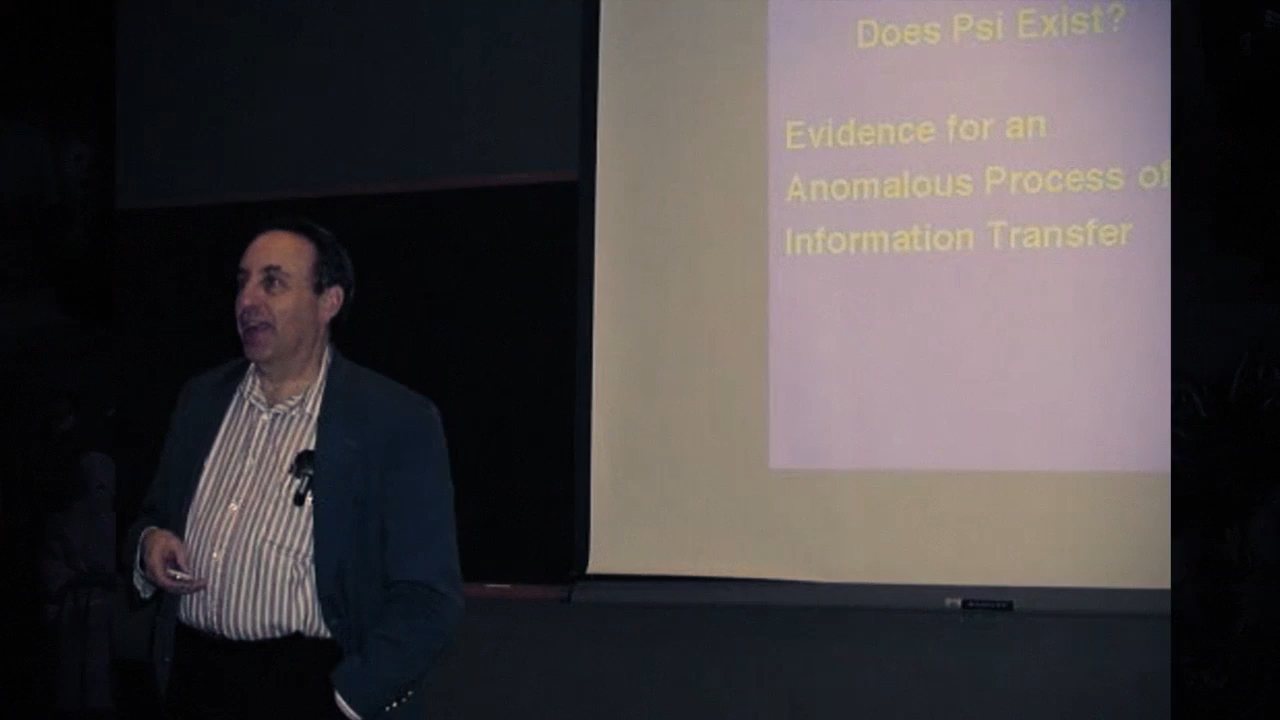 Does Psi Exist?
Evidence for an
Anomalous Process of
Information Transfer